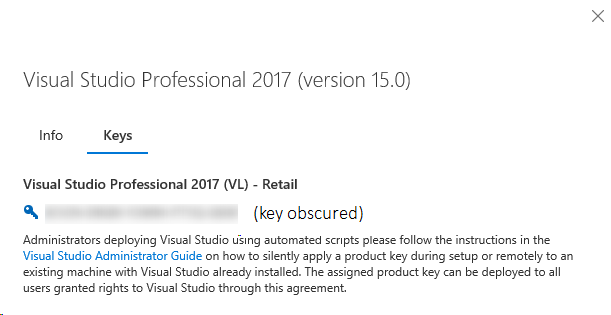 Visual Studio Professional 2017 (version 15.0)
Info Keys
Visual Studio Professional 2017 (VL) - Retail
(key obscured)
Administrators deploying Visual Studio using automated scripts please follow the instructions in the
Visual Studio Administrator Guide on how to silently apply a product key during setup or remotely to an
existing machine with Visual Studio already installed. The assigned product key can be deployed to all
users granted rights to Visual Studio through this agreement.